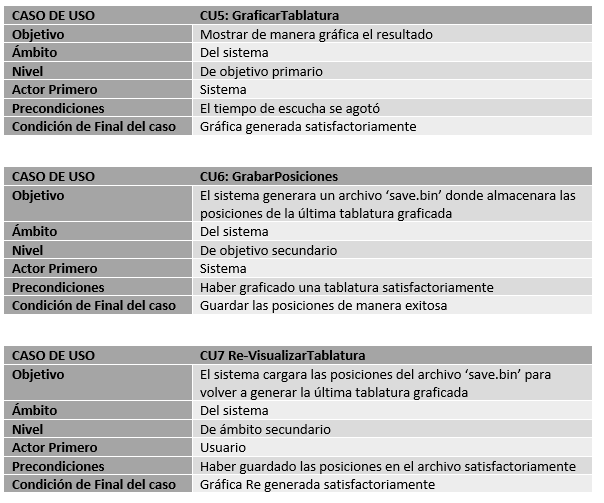 CASO DE USO CU5: GraficarTablatura
Objetivo Mostrar de manera gráfica el resultado
Ámbito Del sistema
Nivel De objetivo primario
Actor Primero Sistema
Precondiciones El tiempo de escucha se agotó
Condición de Final del caso Gráfica generada satisfactoriamente
CASO DE USO CU6: GrabarPosiciones
Objetivo El sistema generara un archivo ‘save.bin’ donde almacenara las
posiciones de la última tablatura graficada
Ámbito Del sistema
Nivel De objetivo secundario
Actor Primero Sistema
Precondiciones Haber graficado una tablatura satisfactoriamente
Condición de Final del caso Guardar las posiciones de manera exitosa
CASO DE USO CU7 Re-VisualizarTablatura
Objetivo El sistema cargara las posiciones del archivo ‘save.bin’ para
volver a generar la última tablatura graficada
Ámbito Del sistema
Nivel De ámbito secundario
Actor Primero Usuario
Precondiciones Haber guardado las posiciones en el archivo satisfactoriamente
Condición de Final del caso Gráfica Re generada satisfactoriamente